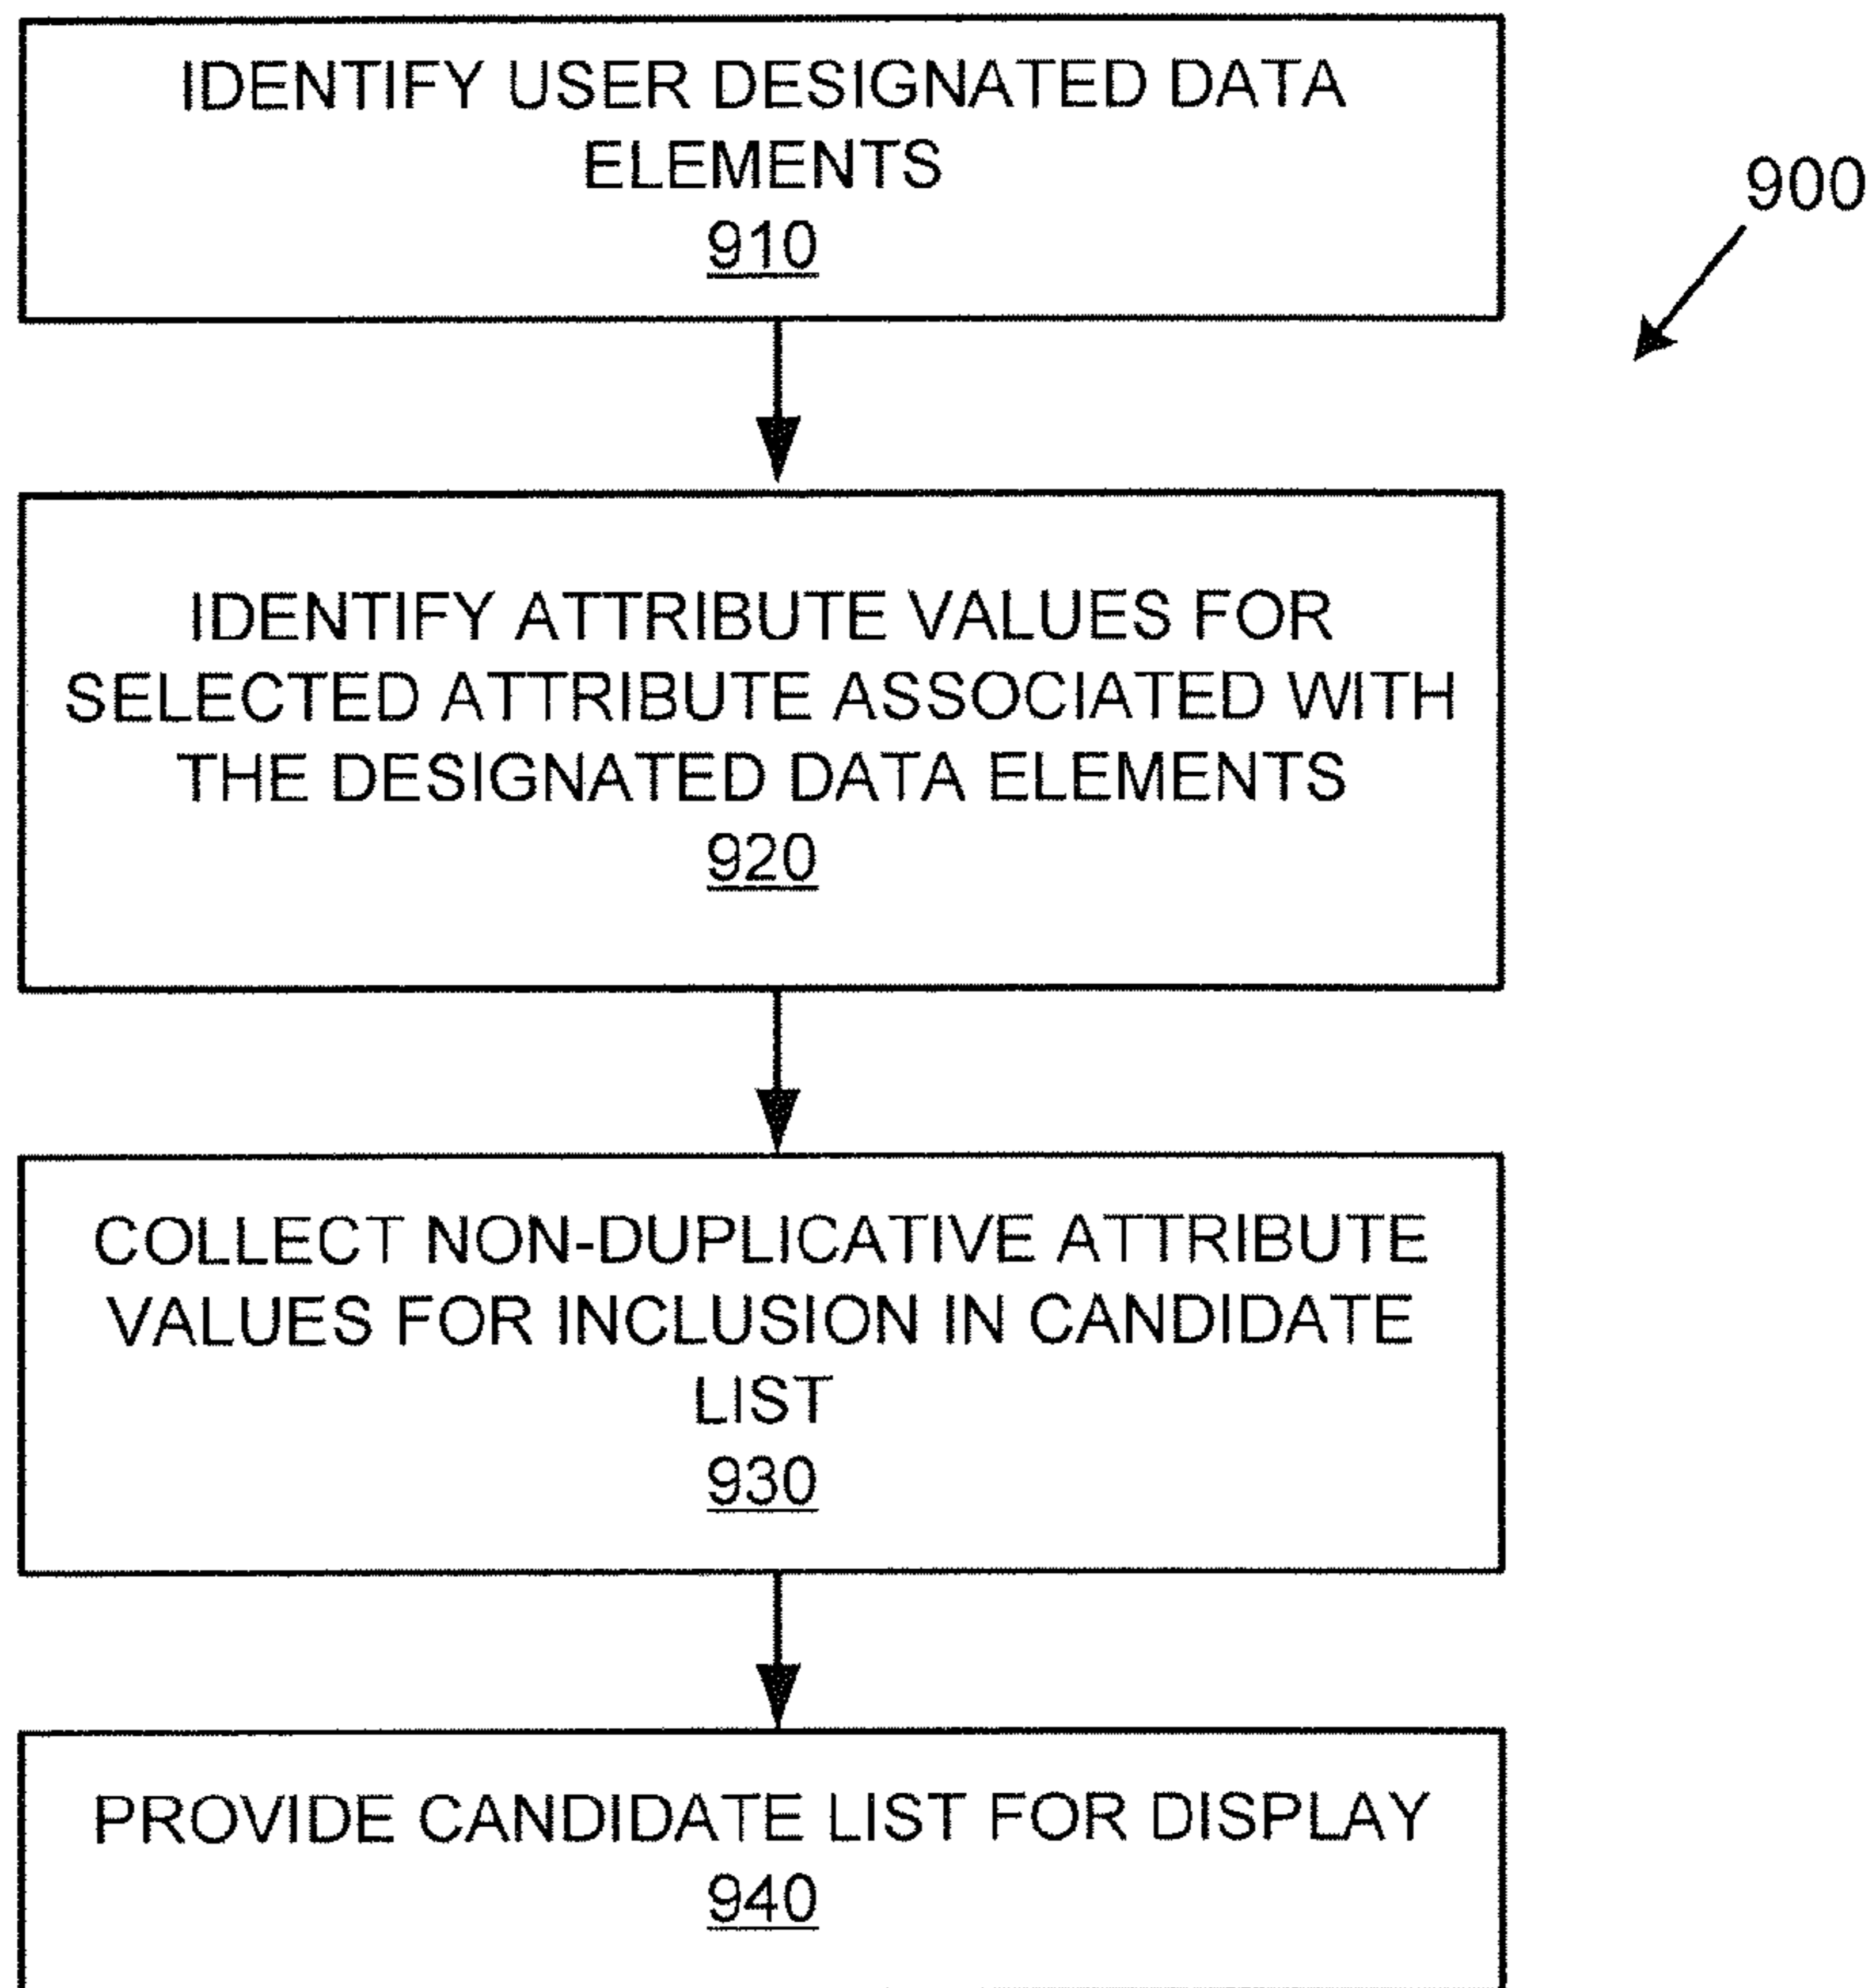 IDENTIFY USER DESIGNATED DATA
ELEMENTS
910
900
IDENTIFY ATTRIBUTE VALUES FOR
SELECTED ATTRIBUTE ASSOCIATED WITH
THE DESIGNATED DATA ELEMENTS
920
COLLECT NON-DUPLICATIVE ATTRIBUTE
VALUES FOR INCLUSION IN CANDIDATE
LIST
930
PROVIDE CANDIDATE LIST FOR DISPLAY
940